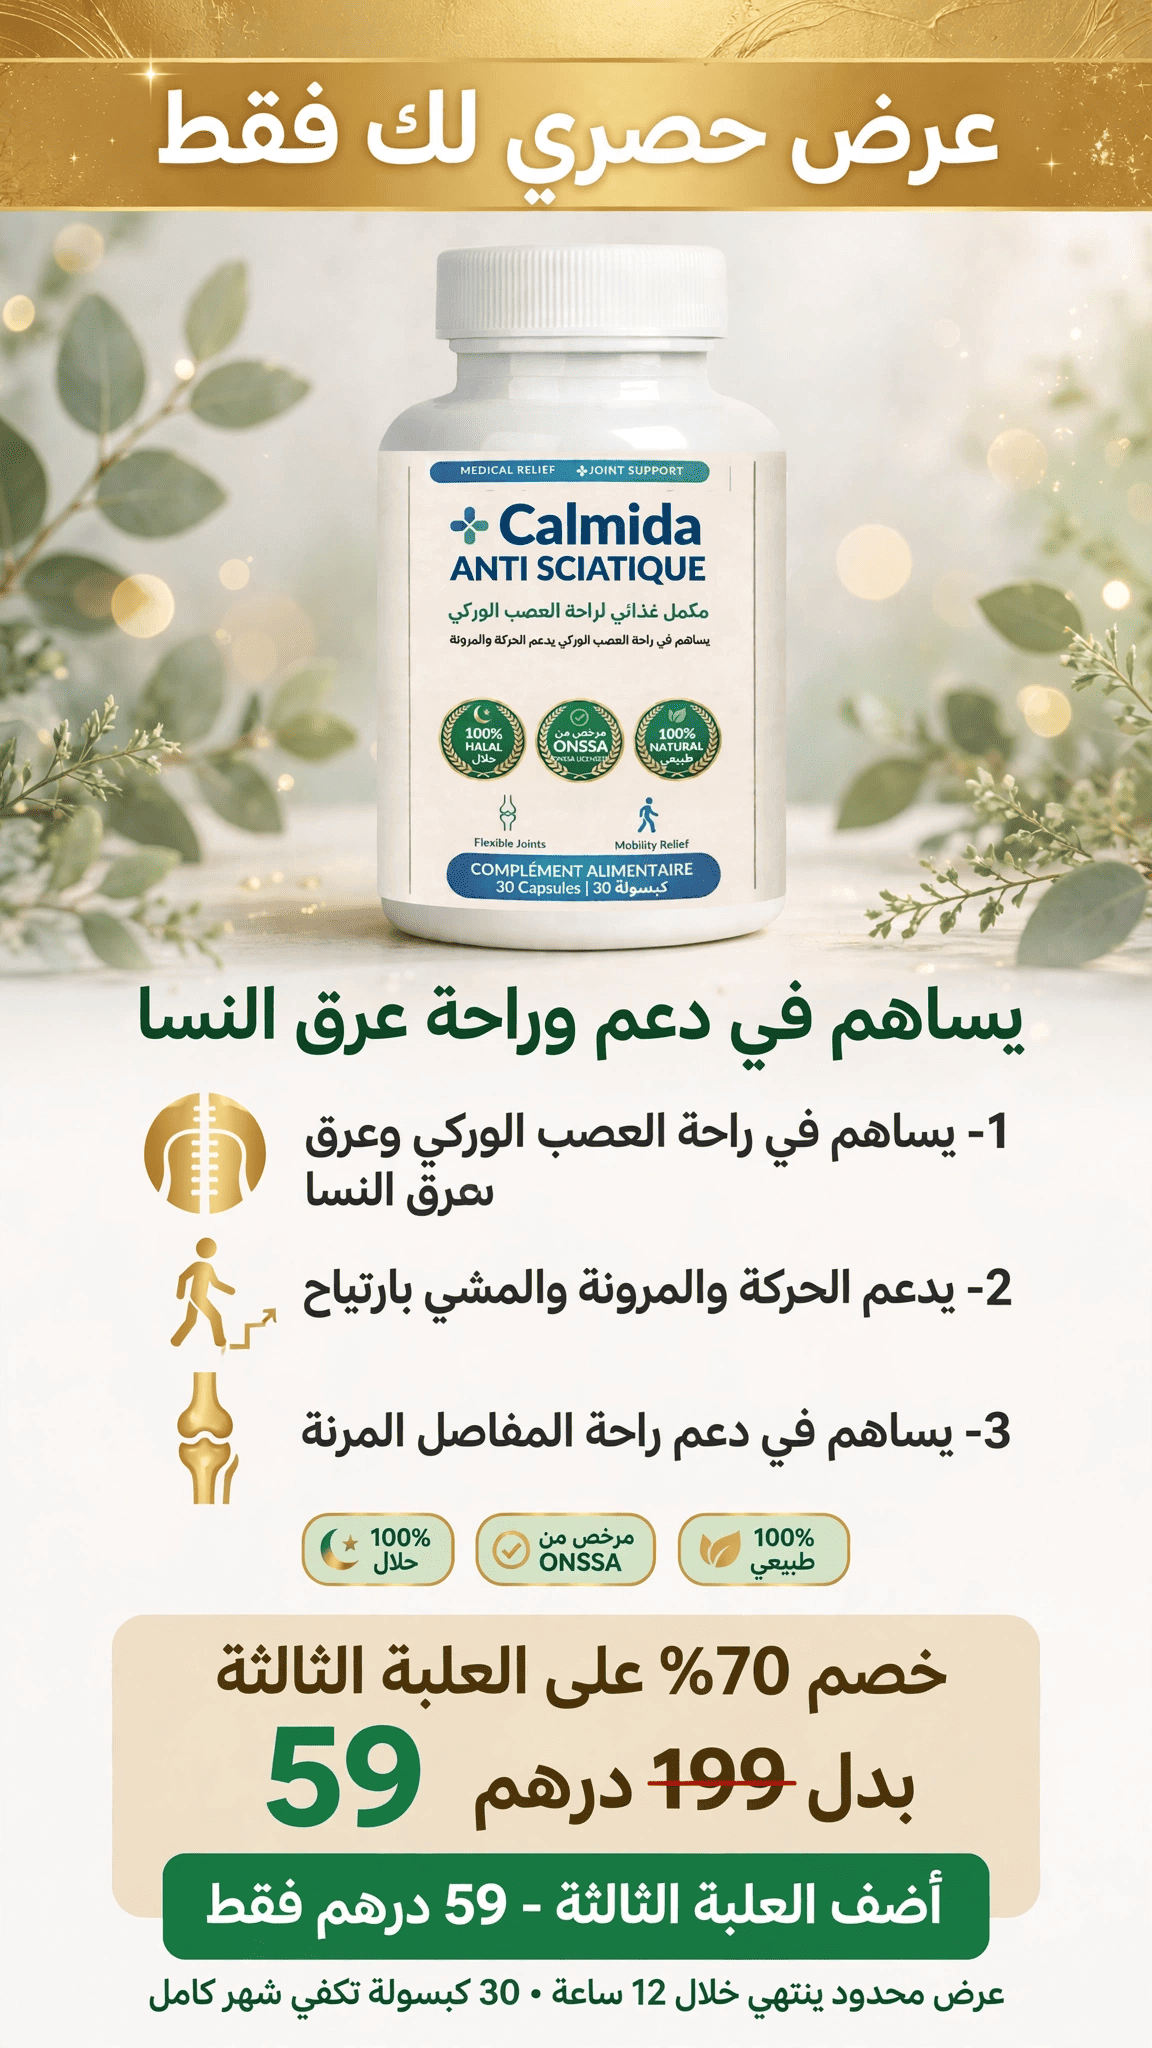 عرض حصري لك فقط
MEDICAL RELIEF JOINT SUPPORT
Calmida
ANTI SCIATIQUE
مكمل غذائي لراحة العصب الوركي
يساهم في راحة العصب الوركي يدعم الحركة والمرونة
100%
HALAL
حلال
مرخص من
ONSSA
100%
NATURAL
طبيعي
Flexible Joints
Mobility Relief
COMPLÉMENT ALIMENTAIRE
30 Capsules | 30 كبسولة
يساهم في دعم وراحة عرق النسا
1- يساهم في راحة العصب الوركي وعرق
عرق النسا
2- يدعم الحركة والمرونة والمشي بارتياح
3- يساهم في دعم راحة المفاصل المرنة
100%
طبيعي
مرخص من
ONSSA
100%
حلال
خصم 70% على العلبة الثالثة
بدل 199 درهم 59
أضف العلبة الثالثة - 59 درهم فقط
عرض محدود ينتهي خلال 12 ساعة • 30 كبسولة تكفي شهر كامل